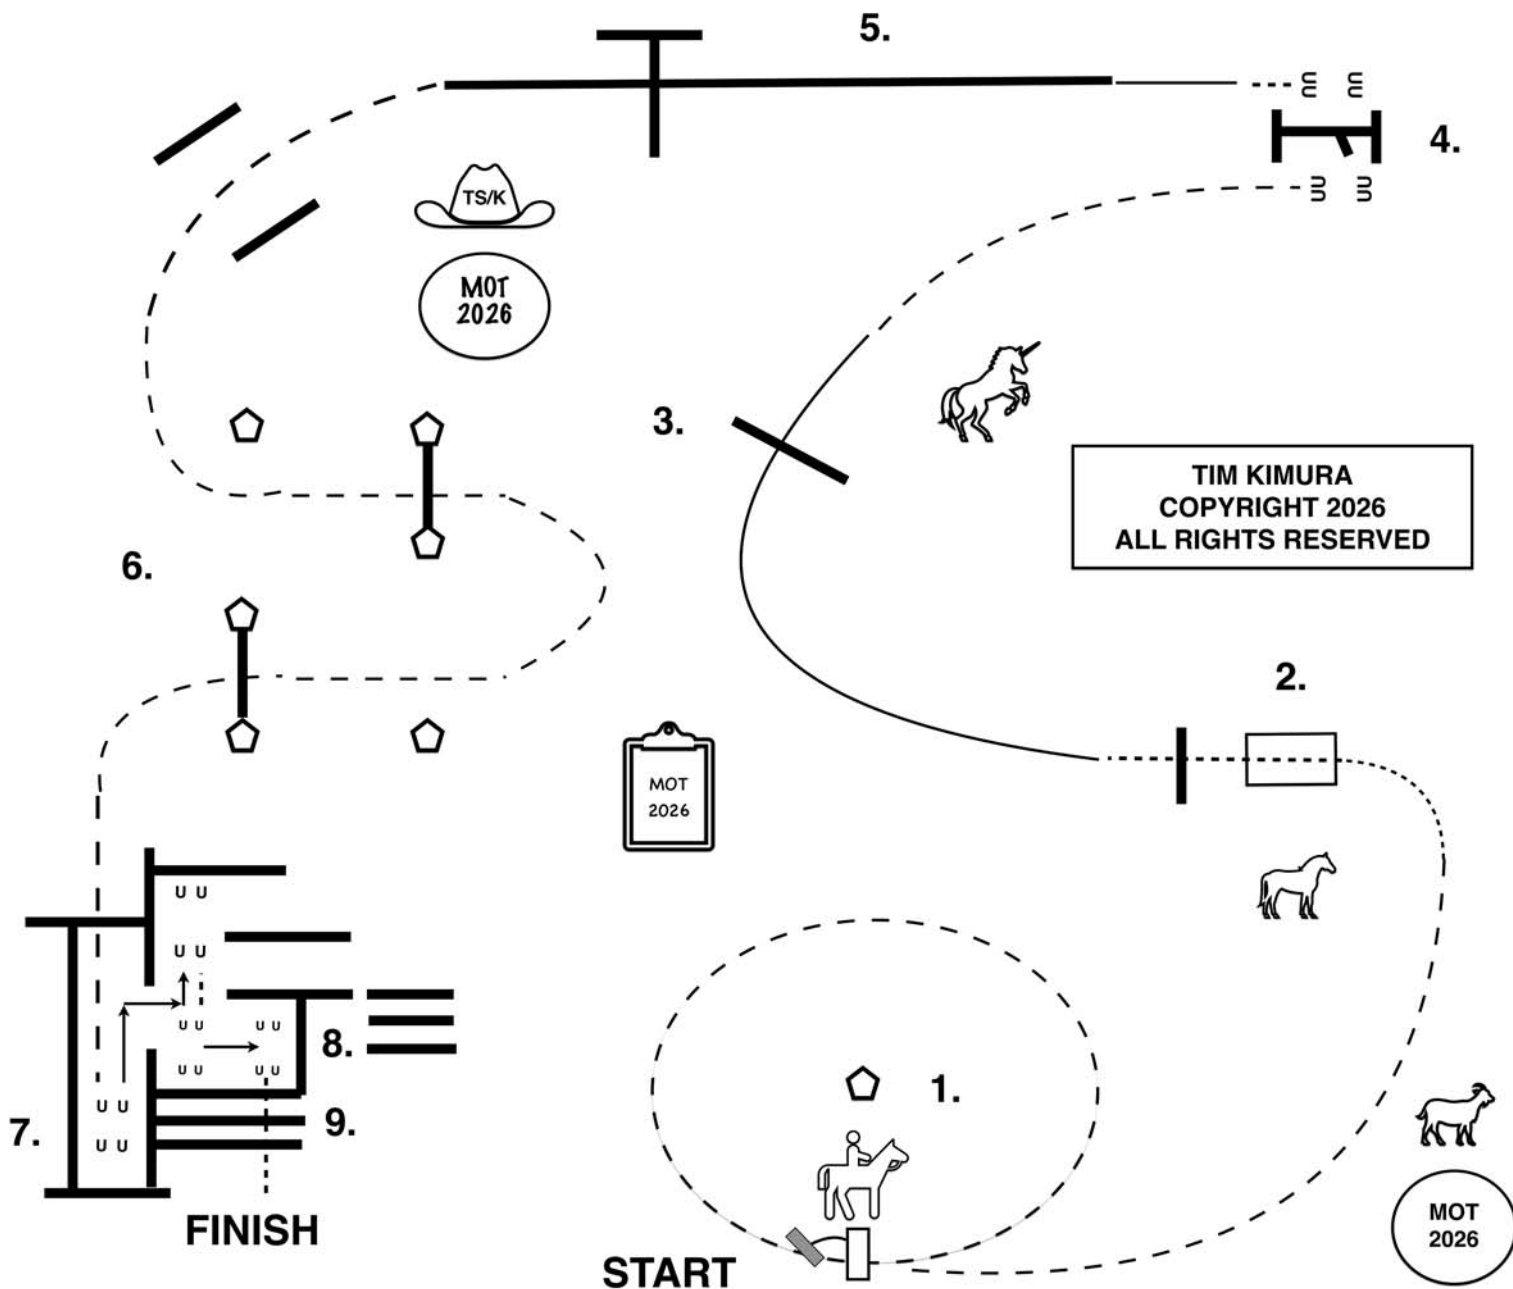 5.
4.
TS/K
MOT
2026
3.
TIM KIMURA
COPYRIGHT 2026
ALL RIGHTS RESERVED
6.
2.
MOT
2026
8.
1.
7.
9.
FINISH
START
MOT
2026